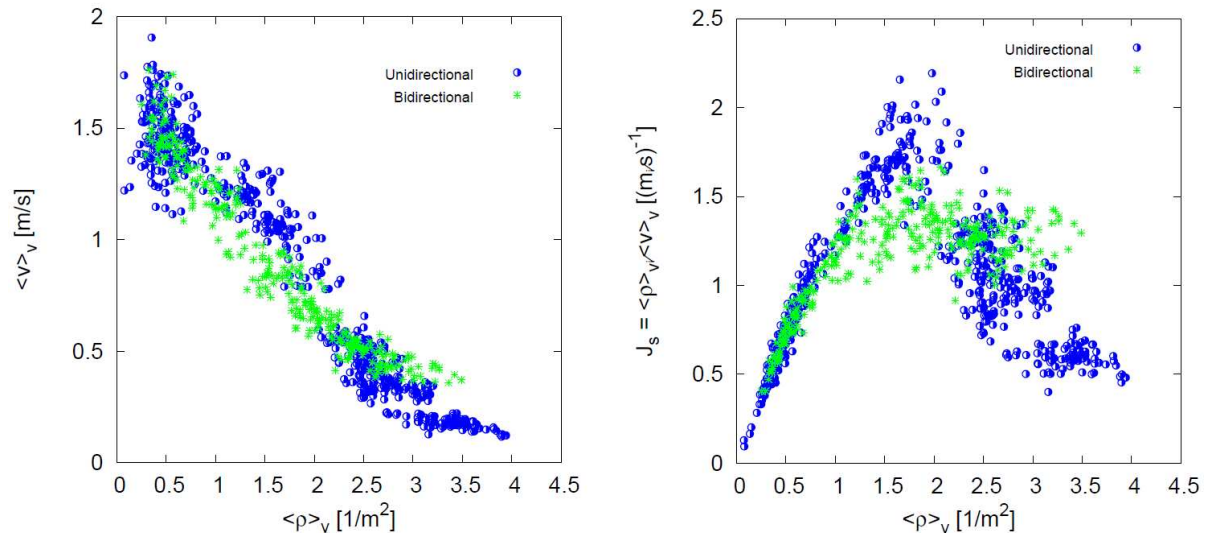 2
1.5
1
0.5
0
0 0.5 1 1.5 2 2.5 3 3.5 4 4.5
<v>ᵥ [m/s]
<ρ>ᵥ [1/m²]
Unidirectional
Bidirectional
2.5
2
1.5
1
0.5
0
0 0.5 1 1.5 2 2.5 3 3.5 4 4.5
Jₛ = <ρ>ᵥ·<v>ᵥ [(m·s)⁻¹]
<ρ>ᵥ [1/m²]
Unidirectional
Bidirectional